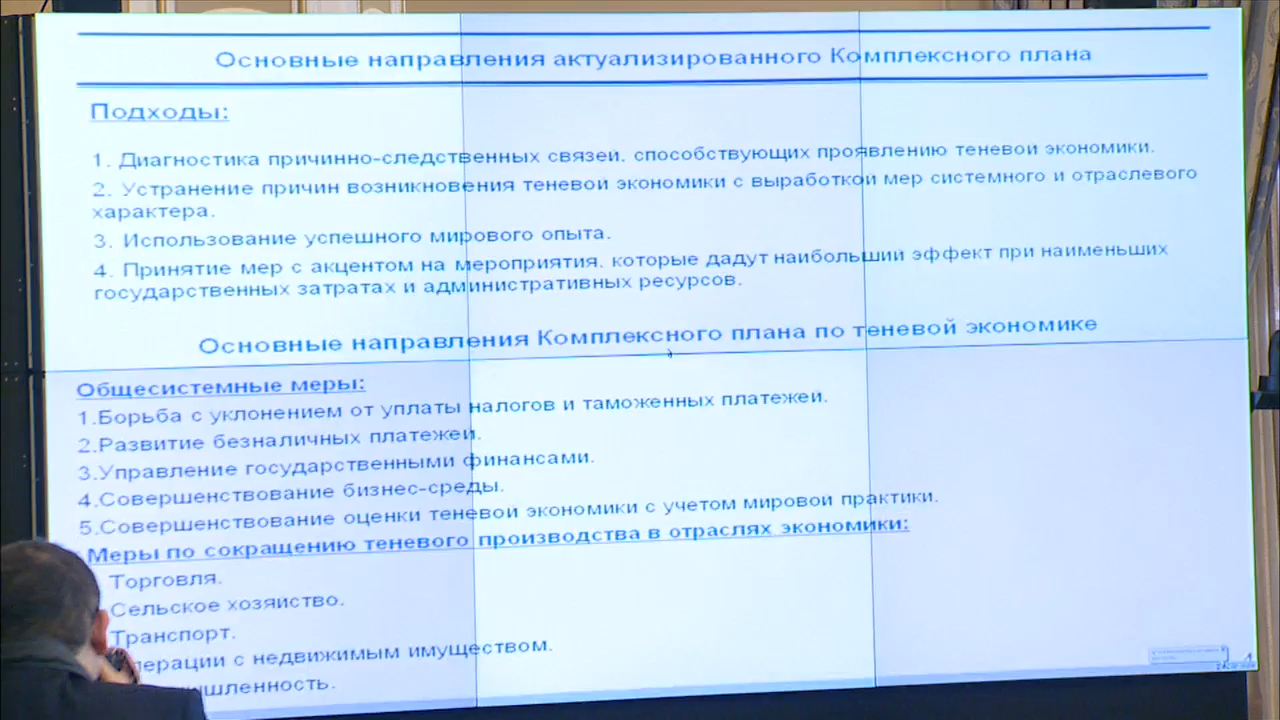 Основные направления актуализированного Комплексного плана
Подходы:
1. Диагностика причинно-следственных связей, способствующих проявлению теневой экономики.
2. Устранение причин возникновения теневой экономики с выработкой мер системного и отраслевого
характера.
3. Использование успешного мирового опыта.
4. Принятие мер с акцентом на мероприятия, которые дадут наибольший эффект при наименьших
государственных затратах и административных ресурсов.
Основные направления Комплексного плана по теневой экономике
Общесистемные меры:
1.Борьба с уклонением от уплаты налогов и таможенных платежей.
2.Развитие безналичных платежей.
3.Управление государственными финансами.
4.Совершенствование бизнес-среды.
5.Совершенствование оценки теневой экономики с учетом мировой практики.
Меры по сокращению теневого производства в отраслях экономики:
Торговля.
Сельское хозяйство.
Транспорт.
перации с недвижимым имуществом.
ышленность.